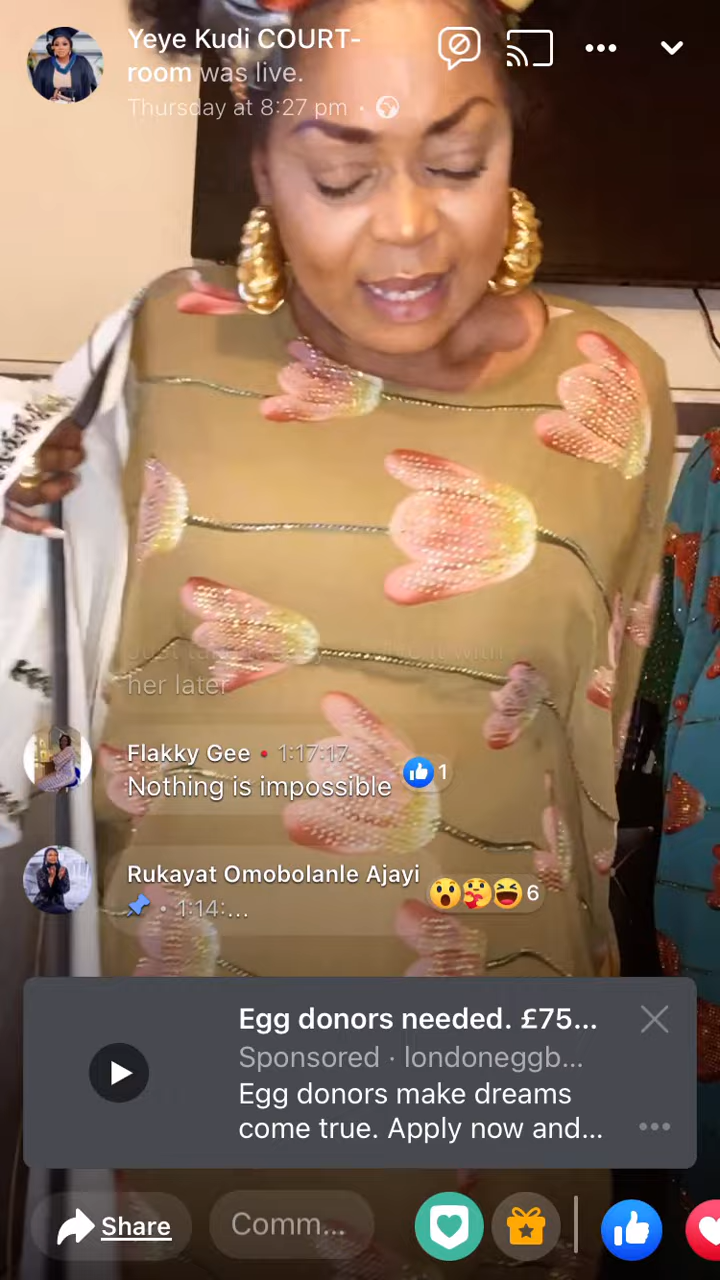 Yeye Kudi COURT-
room was live.
Thursday at 8:27 pm ·
her later
Flakky Gee • 1:17:17
Nothing is impossible
1
Rukayat Omobolanle Ajayi
• 1:14:...
6
Egg donors needed. £75...
Sponsored · londoneggb...
Egg donors make dreams
come true. Apply now and...
Share
Comm...